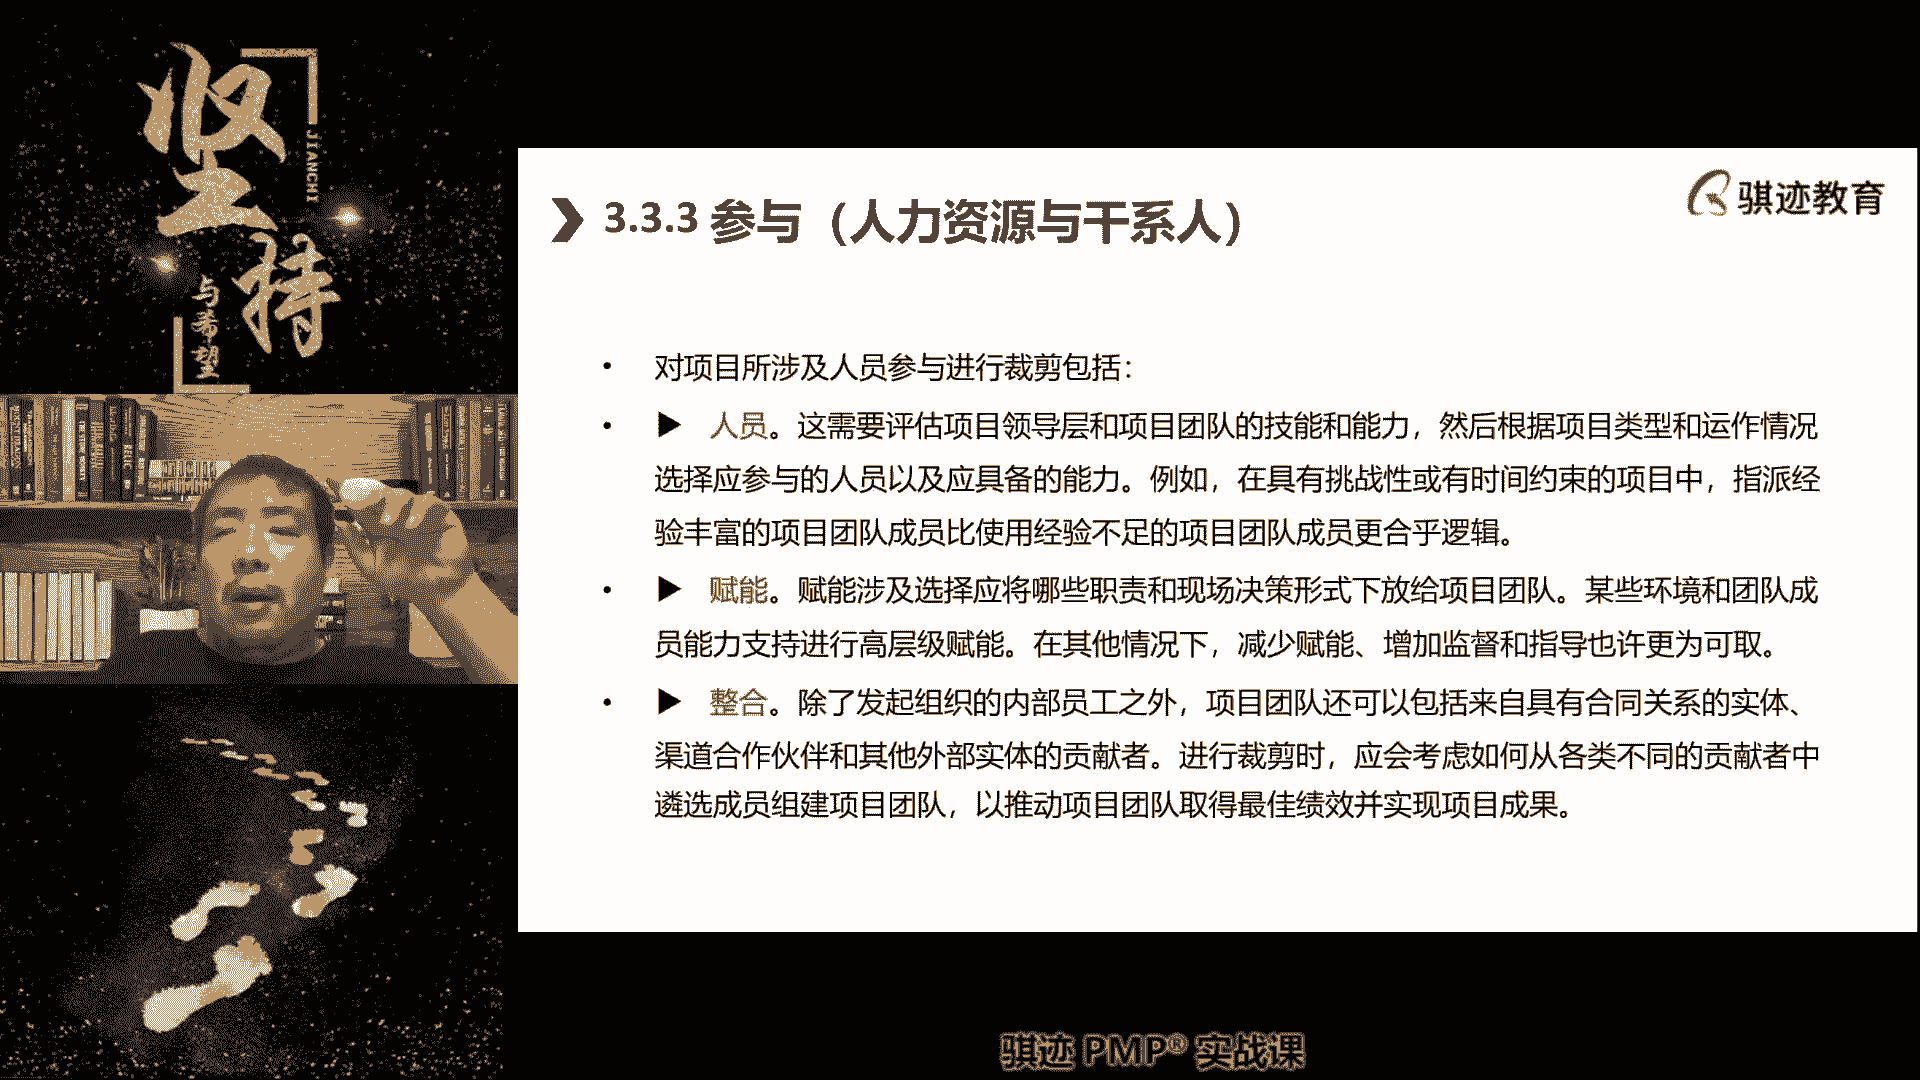 坚持
JIANCHI
与希望
骐迹教育
3.3.3 参与（人力资源与干系人）
• 对项目所涉及人员参与进行裁剪包括：
• ▶ 人员。这需要评估项目领导层和项目团队的技能和能力，然后根据项目类型和运作情况
选择应参与的人员以及应具备的能力。例如，在具有挑战性或有时间约束的项目中，指派经
验丰富的项目团队成员比使用经验不足的项目团队成员更合乎逻辑。
• ▶ 赋能。赋能涉及选择应将哪些职责和现场决策形式下放给项目团队。某些环境和团队成
员能力支持进行高层级赋能。在其他情况下，减少赋能、增加监督和指导也许更为可取。
• ▶ 整合。除了发起组织的内部员工之外，项目团队还可以包括来自具有合同关系的实体、
渠道合作伙伴和其他外部实体的贡献者。进行裁剪时，应会考虑如何从各类不同的贡献者中
遴选成员组建项目团队，以推动项目团队取得最佳绩效并实现项目成果。
骐迹 PMP® 实战课